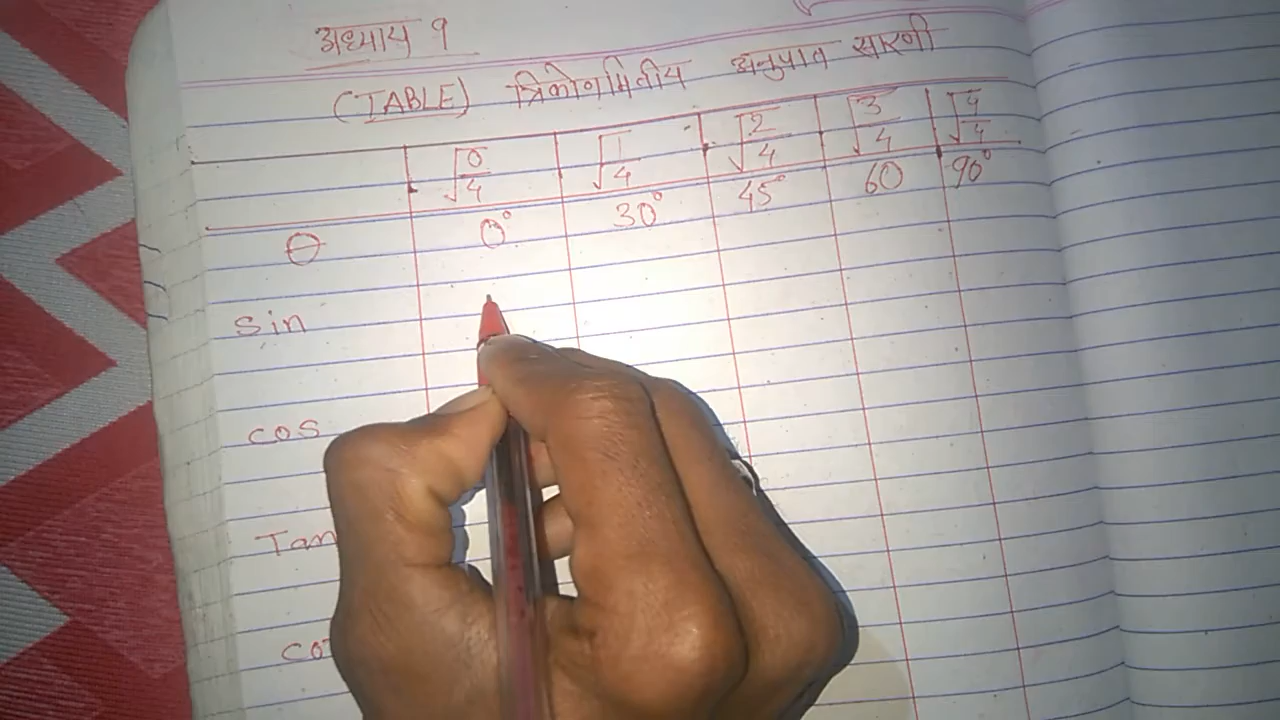 अध्याय १
(TABLE) त्रिकोणमितीय अनुपात सारणी
√0/4 √1/4 √2/4 √3/4 √4/4
θ 0° 30° 45° 60 90°
Sin
cos
Tan